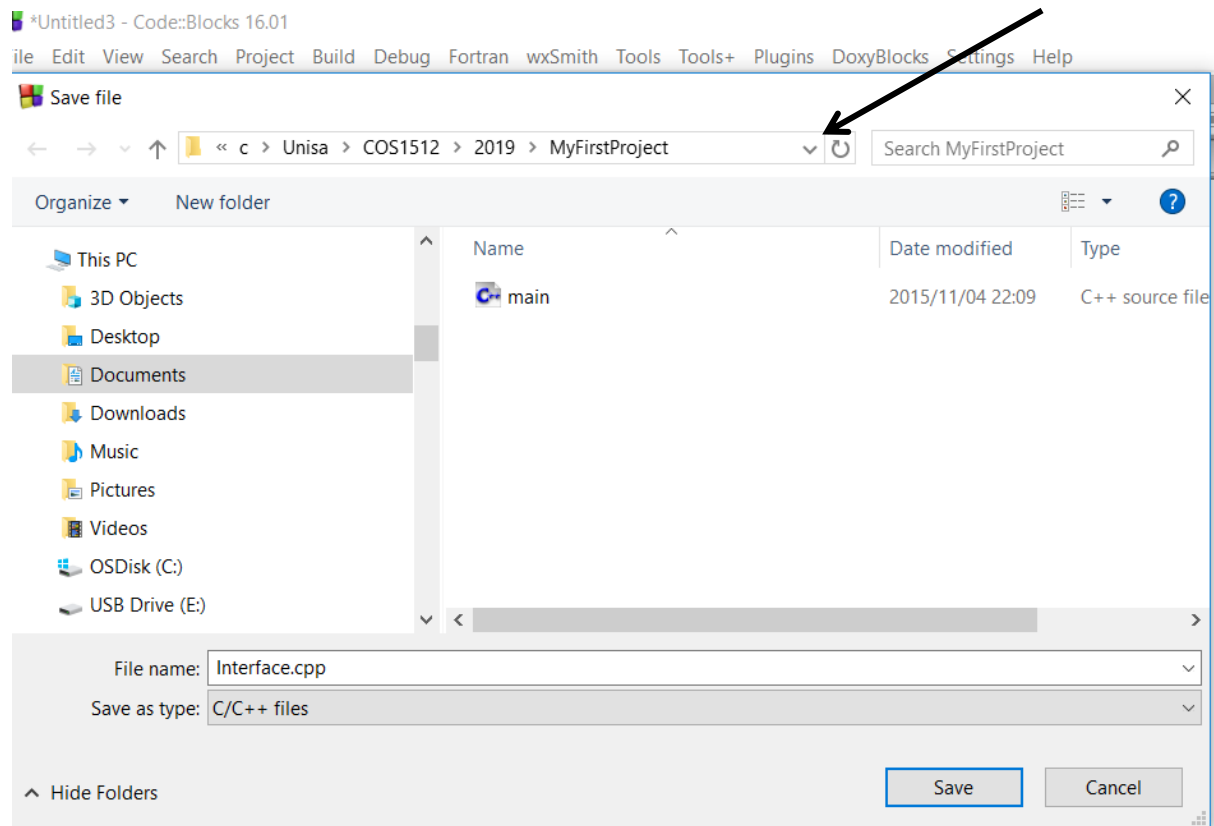 *Untitled3 - Code::Blocks 16.01
ile Edit View Search Project Build Debug Fortran wxSmith Tools Tools+ Plugins DoxyBlocks Settings Help
Save file
« c > Unisa > COS1512 > 2019 > MyFirstProject
Search MyFirstProject
Organize
New folder
?
This PC
3D Objects
Desktop
Documents
Downloads
Music
Pictures
Videos
OSDisk (C:)
USB Drive (E:)
Name Date modified Type
main 2015/11/04 22:09 C++ source file
File name: Interface.cpp
Save as type: C/C++ files
Hide Folders
Save
Cancel